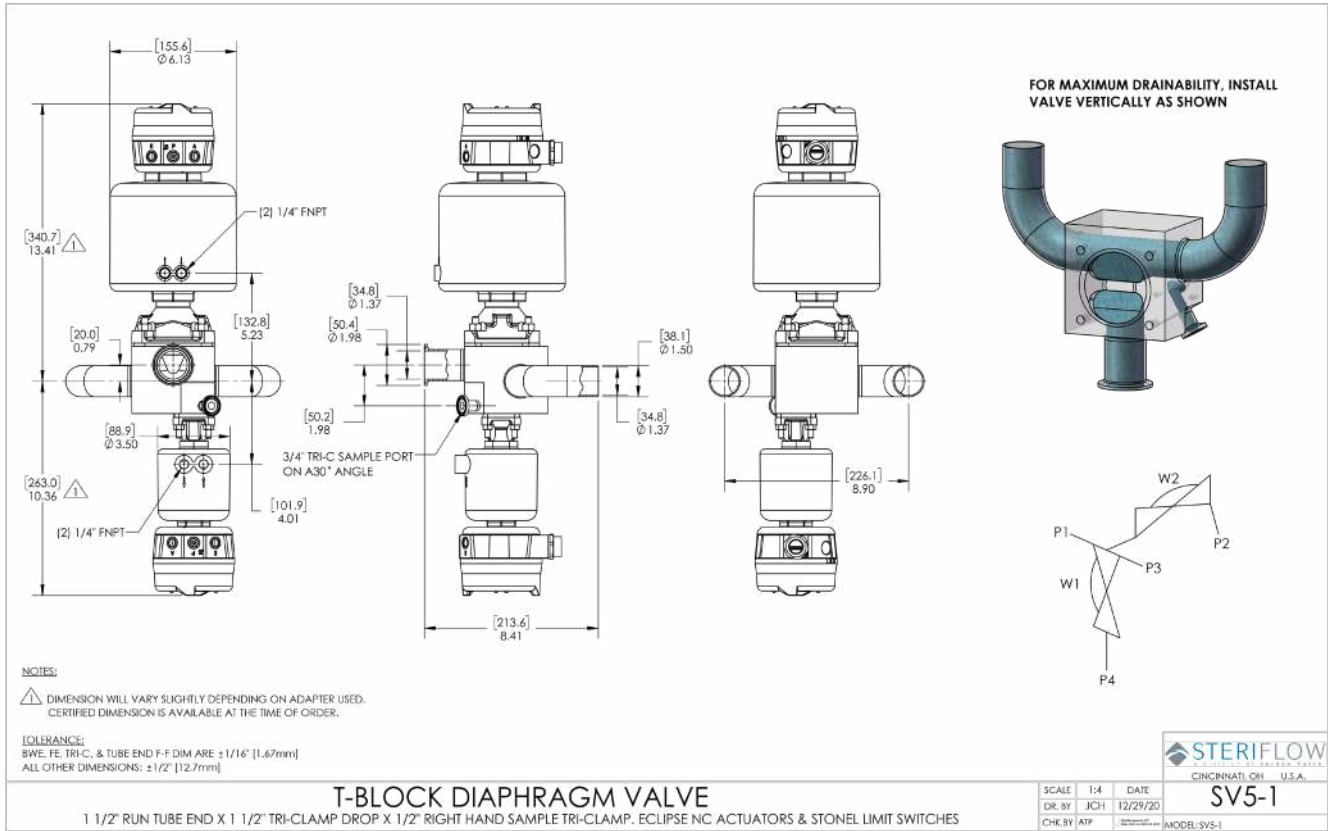 [155.6]
Ø6.13
FOR MAXIMUM DRAINABILITY, INSTALL
VALVE VERTICALLY AS SHOWN
(2) 1/4" FNPT
[340.7]
13.41
1
[34.8]
Ø1.37
[132.8]
5.23
[50.4]
Ø1.98
[38.1]
Ø1.50
[20.0]
0.79
[50.2]
1.98
[34.8]
Ø1.37
[88.9]
Ø3.50
3/4" TRI-C SAMPLE PORT
ON A30° ANGLE
[226.1]
8.90
[263.0]
10.36
1
[101.9]
4.01
(2) 1/4" FNPT
W2
P1
P2
P3
W1
[213.6]
8.41
P4
NOTES:
1 DIMENSION WILL VARY SLIGHTLY DEPENDING ON ADAPTER USED.
CERTIFIED DIMENSION IS AVAILABLE AT THE TIME OF ORDER.
TOLERANCE:
BWE, FE, TRI-C, & TUBE END F-F DIM ARE ±1/16" [1.67mm]
ALL OTHER DIMENSIONS: ±1/2" [12.7mm]
STERIFLOW
CINCINNATI, OH U.S.A.
T-BLOCK DIAPHRAGM VALVE
1 1/2" RUN TUBE END X 1 1/2" TRI-CLAMP DROP X 1/2" RIGHT HAND SAMPLE TRI-CLAMP. ECLIPSE NC ACTUATORS & STONEL LIMIT SWITCHES
SCALE 1:4 DATE
DR. BY JCH 12/29/20
CHK.BY ATP
SV5-1
MODEL: SV5-1